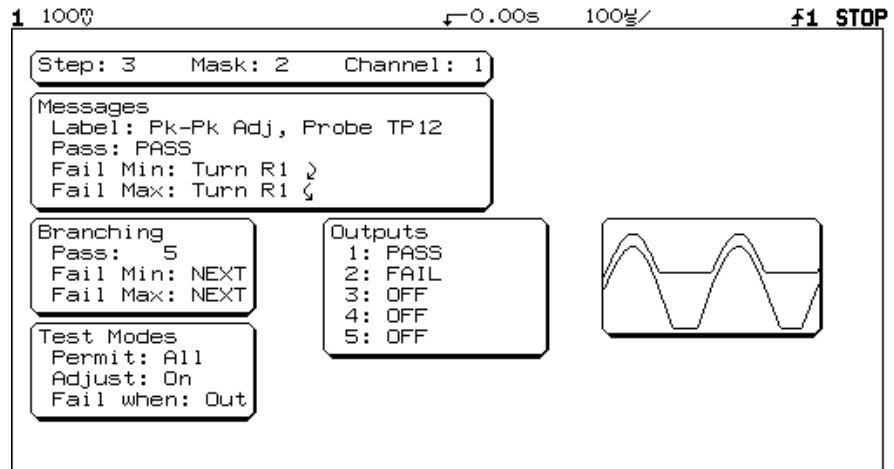 1 100m̲V ↱0.00s 100µs/ ⨍1 STOP
Step: 3 Mask: 2 Channel: 1
Messages
Label: Pk-Pk Adj, Probe TP12
Pass: PASS
Fail Min: Turn R1
Fail Max: Turn R1
Branching
Pass: 5
Fail Min: NEXT
Fail Max: NEXT
Outputs
1: PASS
2: FAIL
3: OFF
4: OFF
5: OFF
Test Modes
Permit: All
Adjust: On
Fail when: Out